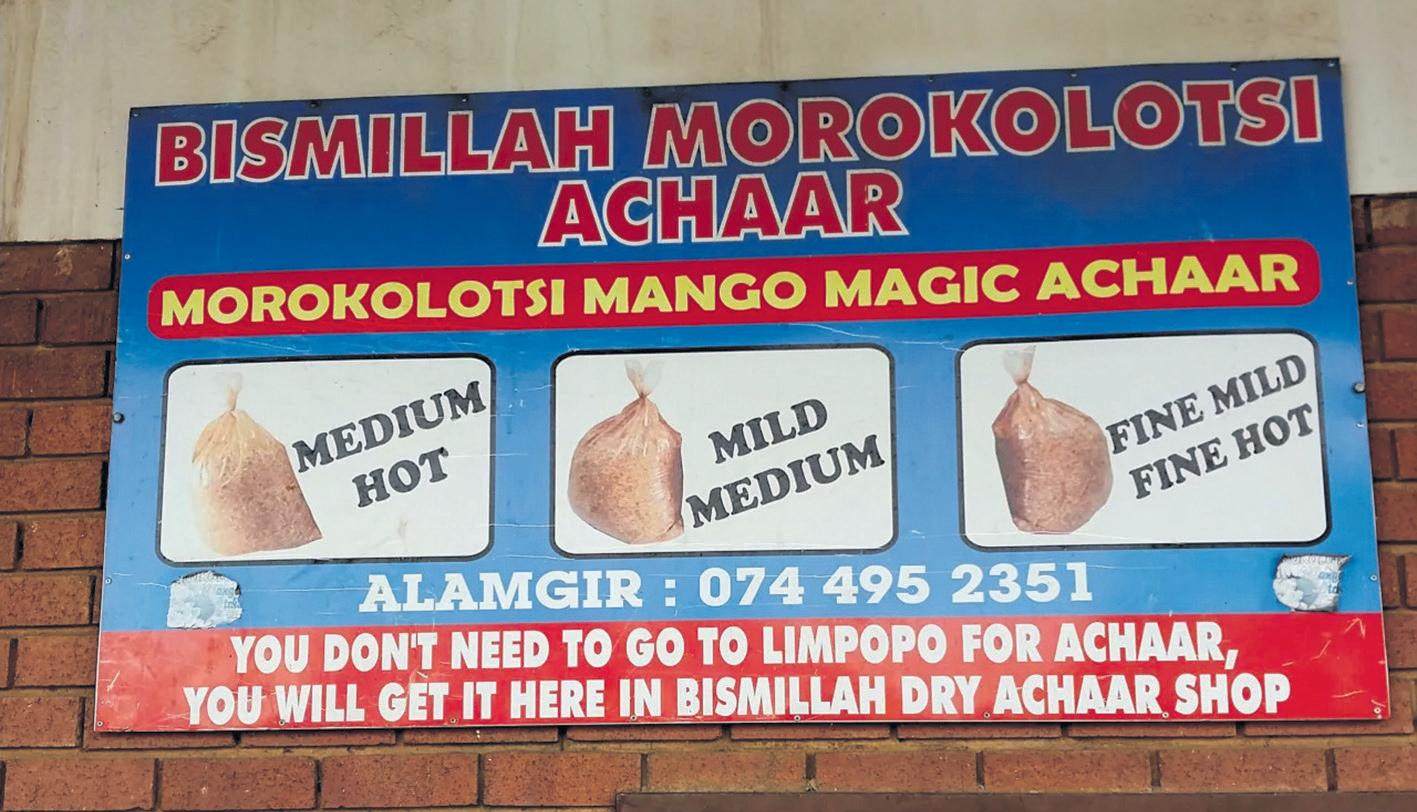 BISMILLAH MOROKOLOTSI
ACHAAR
MOROKOLOTSI MANGO MAGIC ACHAAR
MEDIUM
HOT
MILD
MEDIUM
FINE MILD
FINE HOT
ALAMGIR : 074 495 2351
YOU DON'T NEED TO GO TO LIMPOPO FOR ACHAAR,
YOU WILL GET IT HERE IN BISMILLAH DRY ACHAAR SHOP